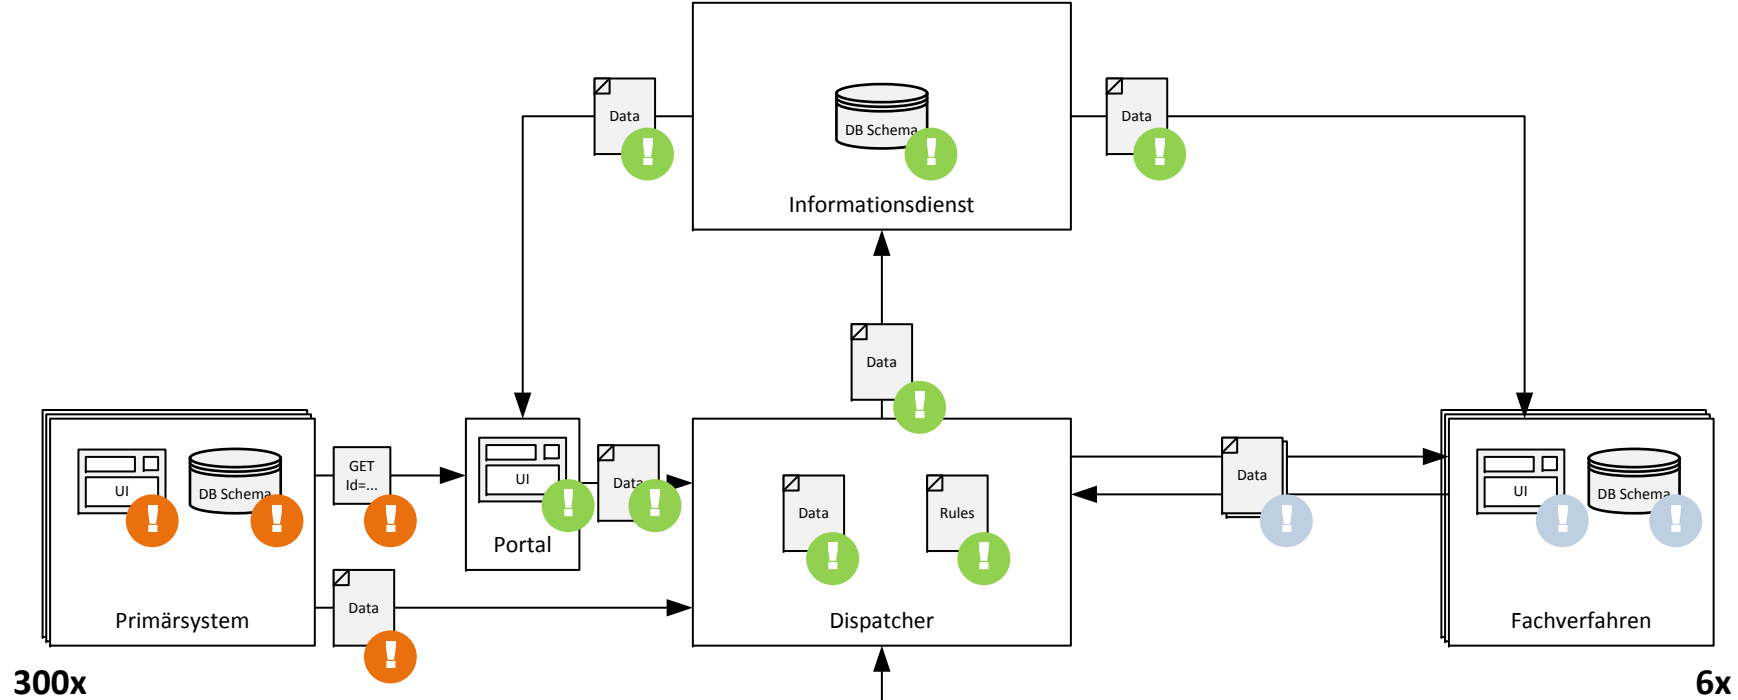 Data
Data
DB Schema
Informationsdienst
Data
UI
DB Schema
GET
Id=...
UI
Data
Portal
Data
Primärsystem
Data
Rules
Dispatcher
Data
UI
DB Schema
Fachverfahren
300x
6x